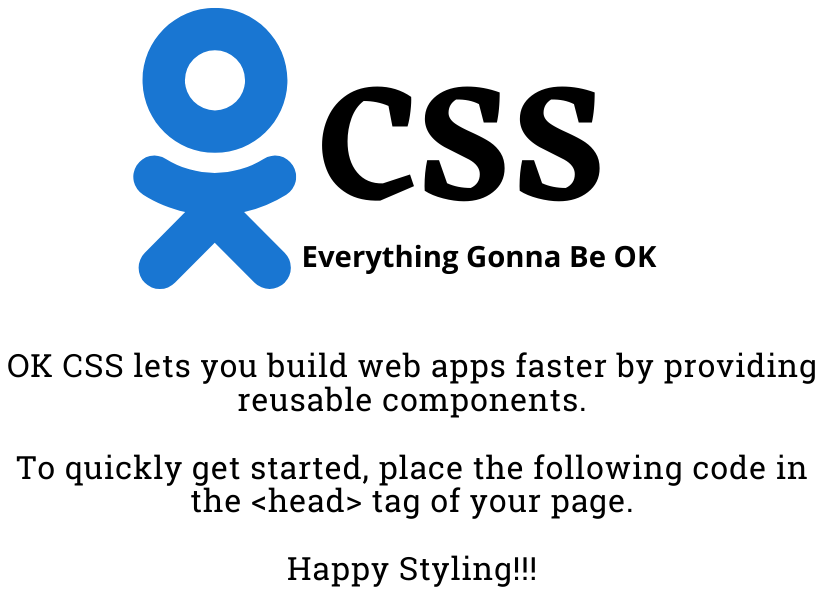 CSS
Everything Gonna Be OK
OK CSS lets you build web apps faster by providing
reusable components.
To quickly get started, place the following code in
the <head> tag of your page.
Happy Styling!!!